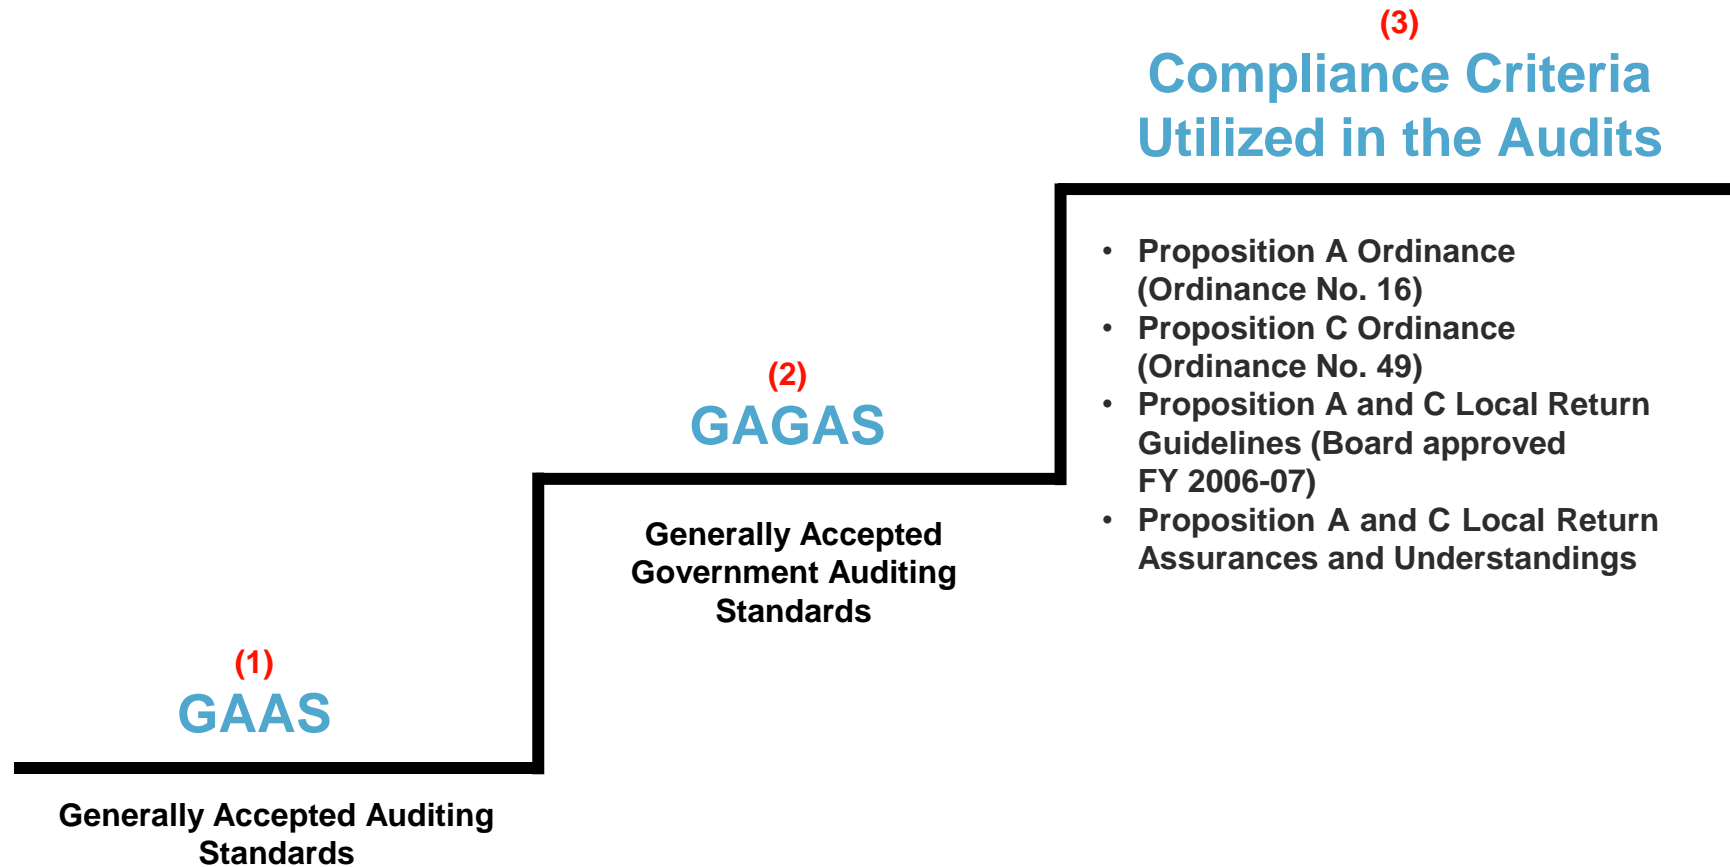 (1)
GAAS
Generally Accepted Auditing
Standards
(2)
GAGAS
Generally Accepted
Government Auditing
Standards
(3)
Compliance Criteria
Utilized in the Audits
• Proposition A Ordinance
(Ordinance No. 16)
• Proposition C Ordinance
(Ordinance No. 49)
• Proposition A and C Local Return
Guidelines (Board approved
FY 2006-07)
• Proposition A and C Local Return
Assurances and Understandings